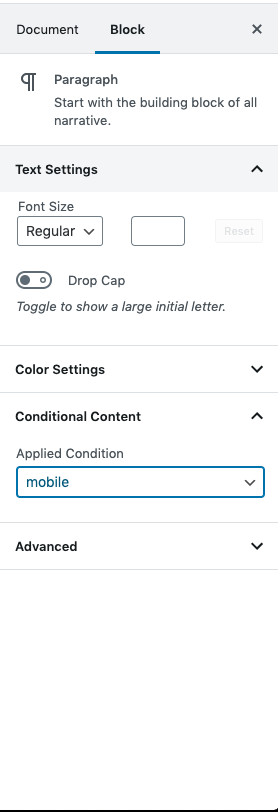 Document Block
Paragraph
Start with the building block of all
narrative.
Text Settings
Font Size
Regular Reset
Drop Cap
Toggle to show a large initial letter.
Color Settings
Conditional Content
Applied Condition
mobile
Advanced